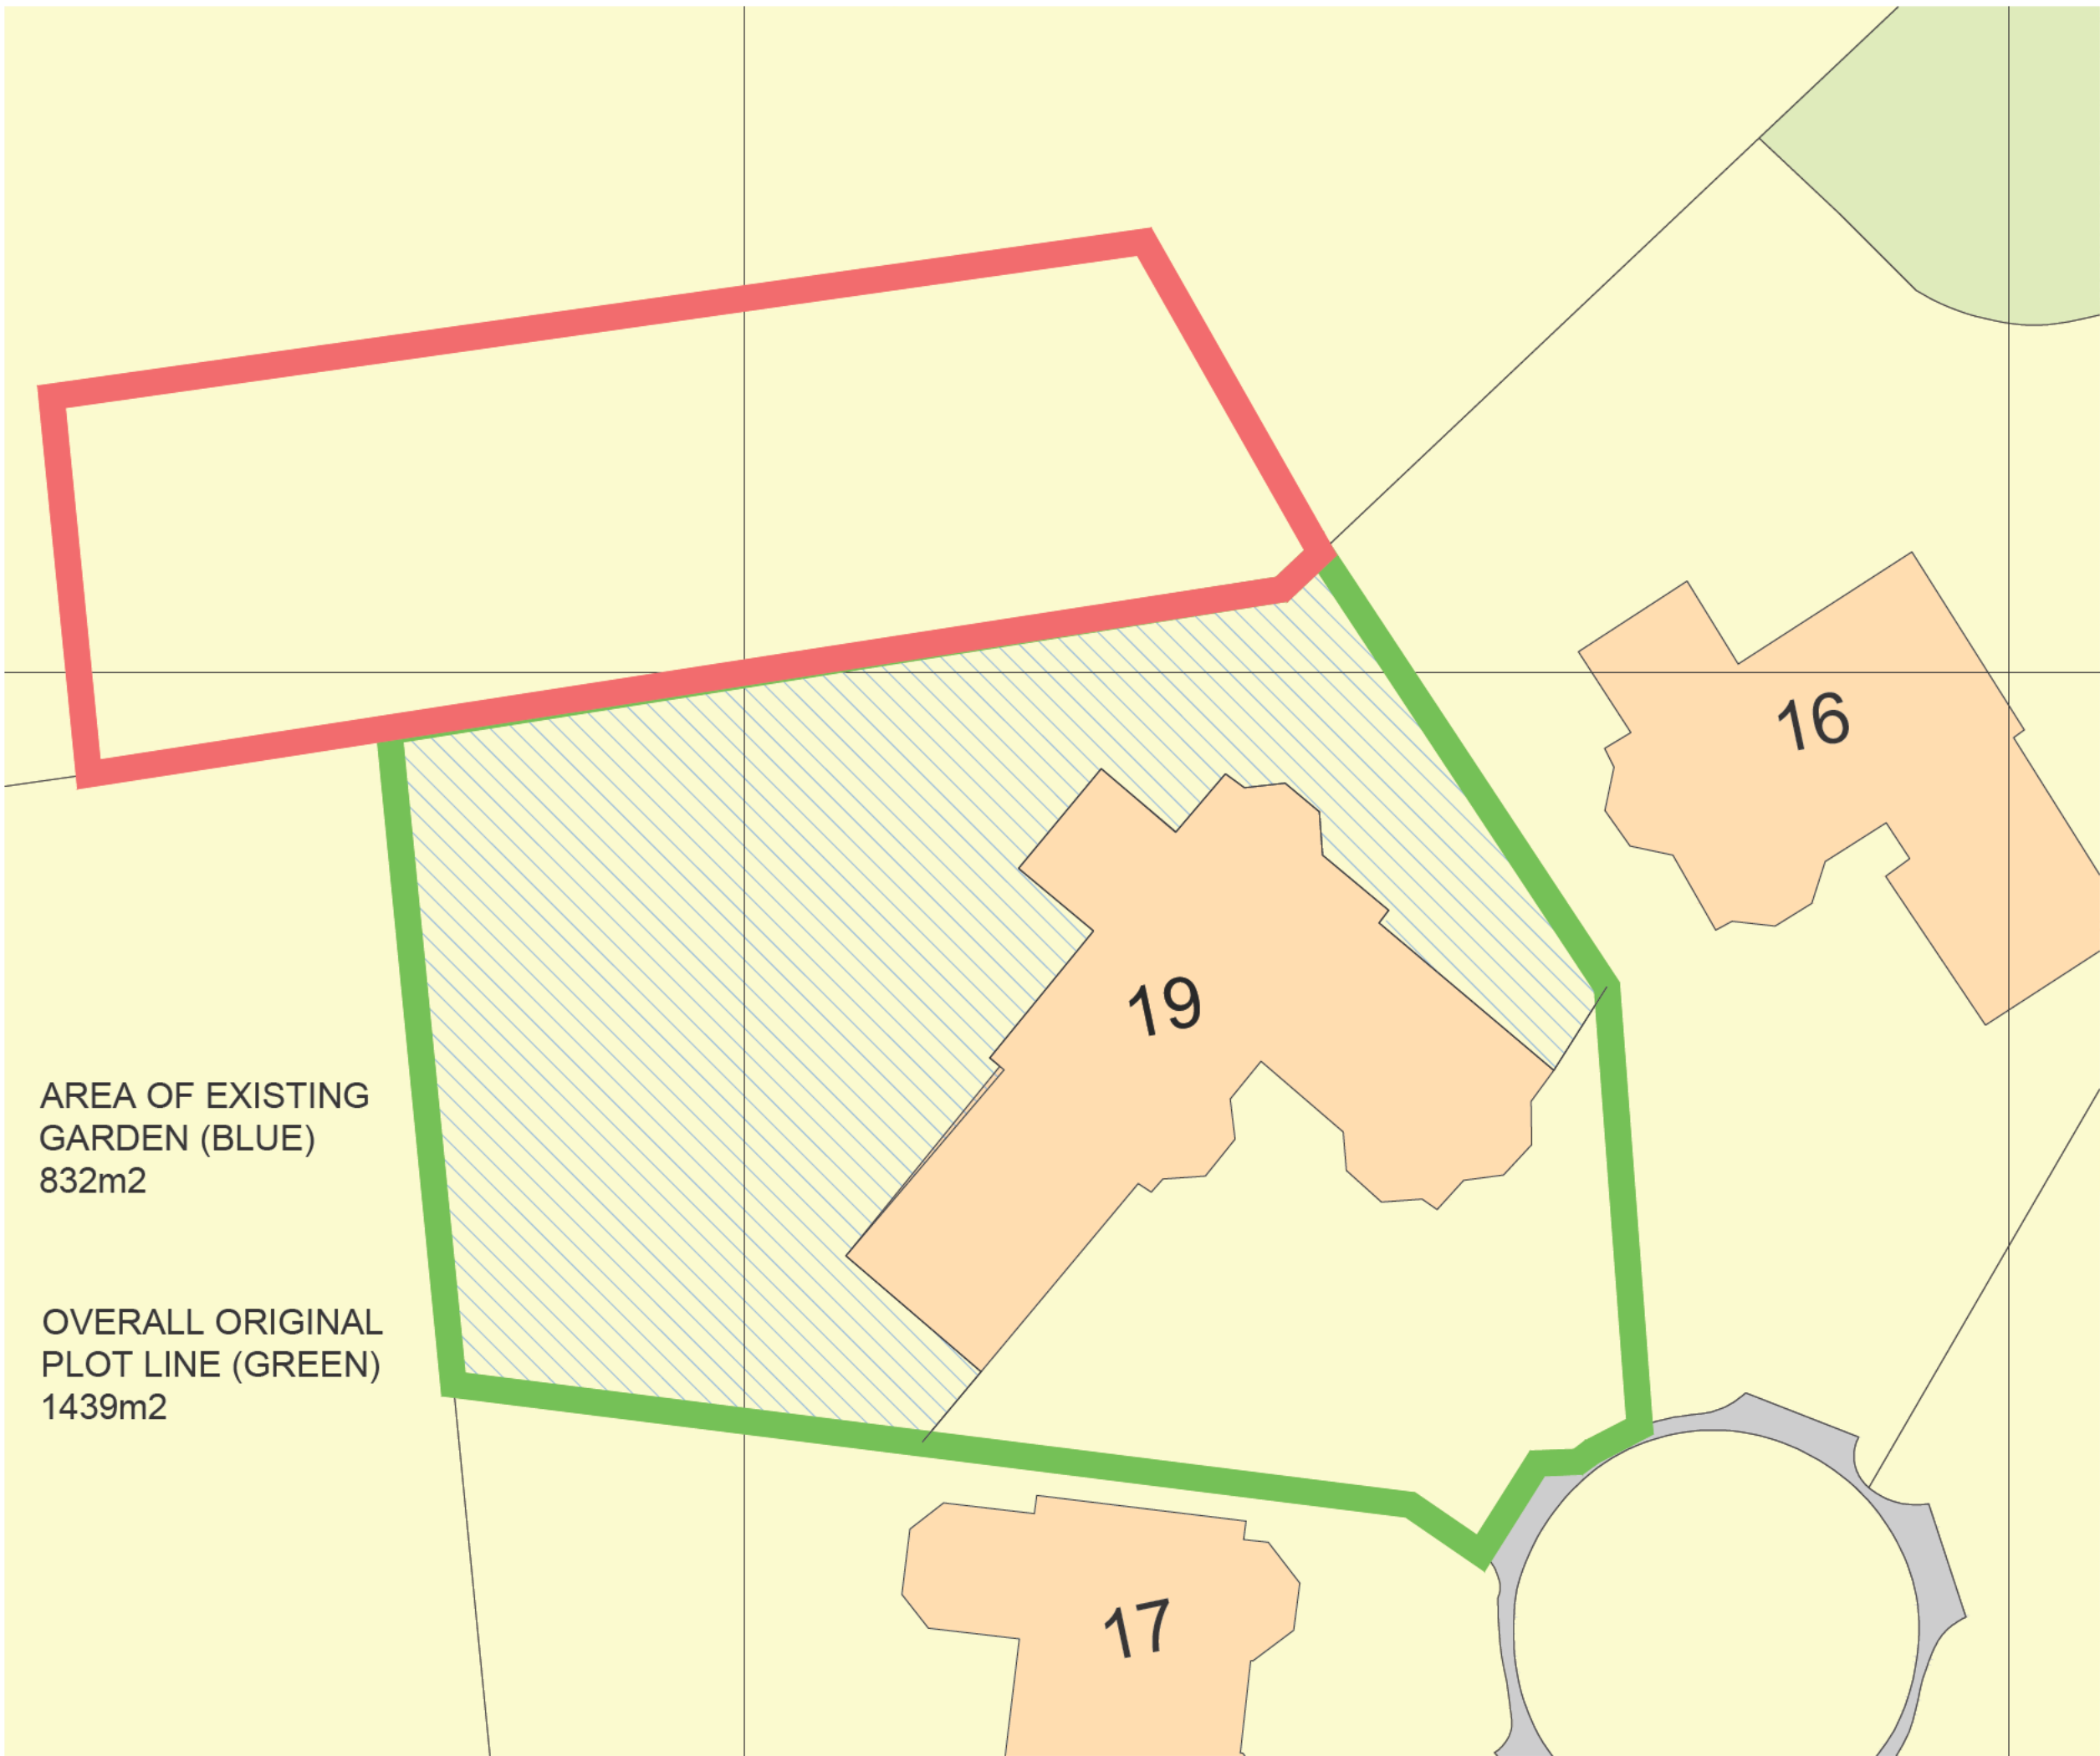 16
19
AREA OF EXISTING
GARDEN (BLUE)
832m2
OVERALL ORIGINAL
PLOT LINE (GREEN)
1439m2
17